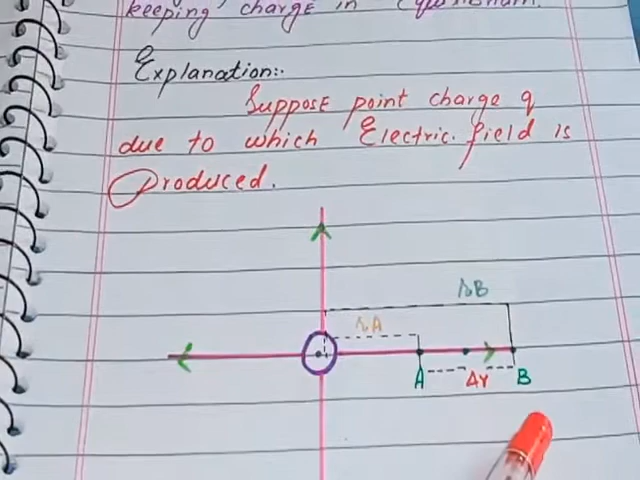 keeping charge in
Explanation:-
Suppose point charge q
due to which Electric field is
Produced.
rB
rA
A
Δr
B